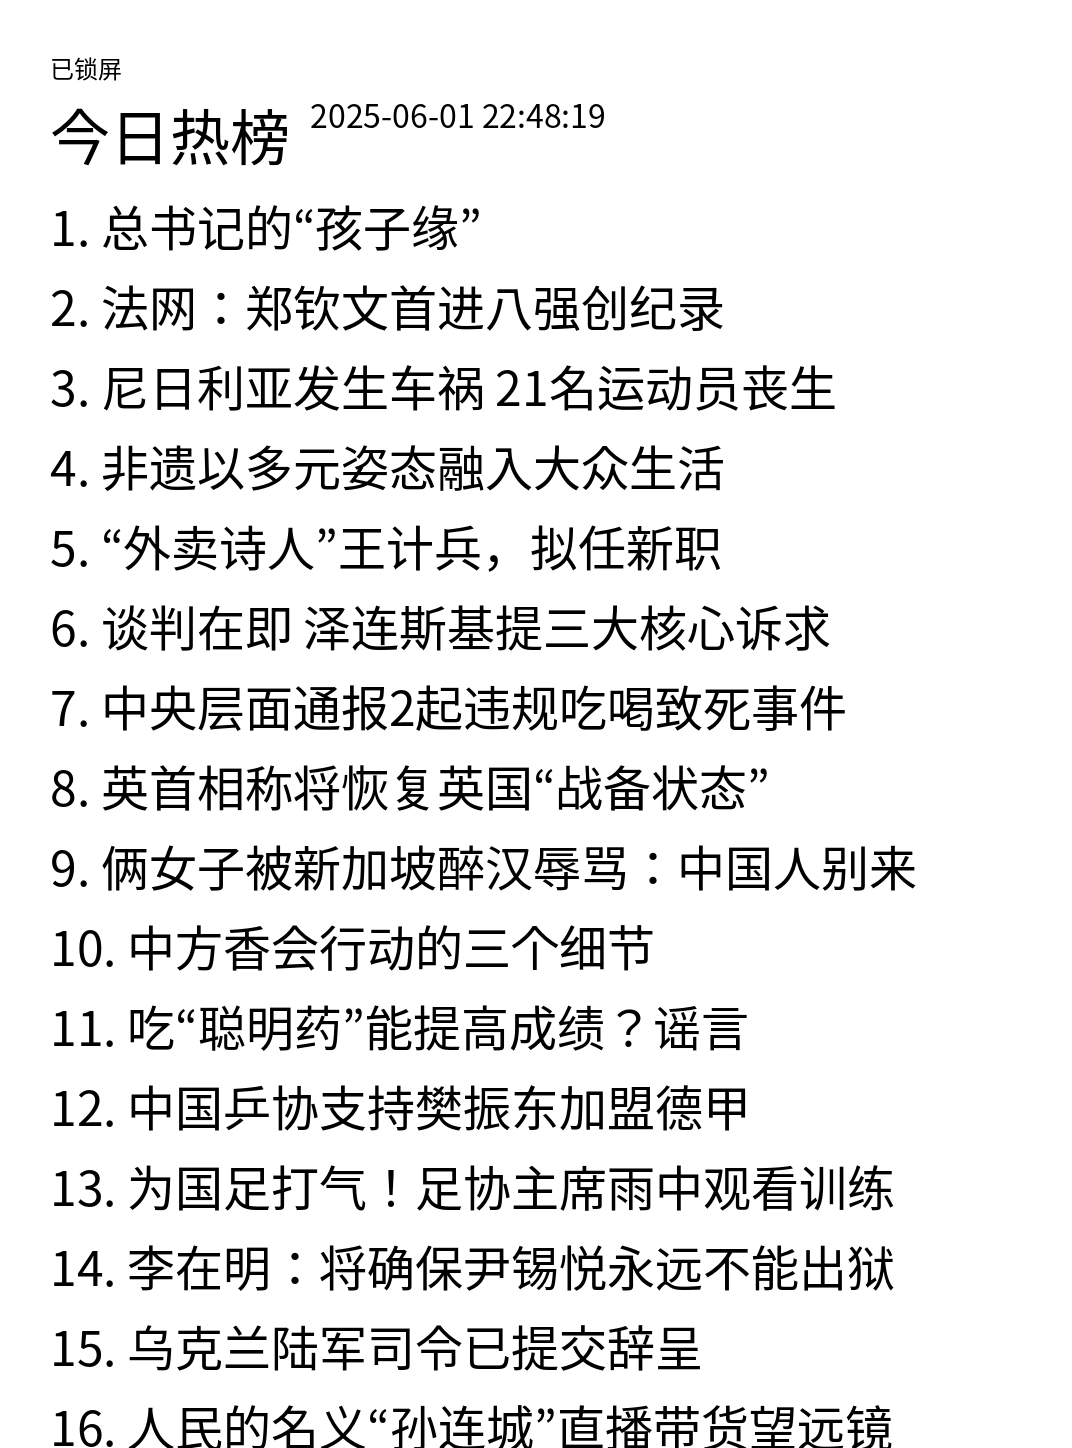 已锁屏
今日热榜 2025-06-01 22:48:19
1. 总书记的“孩子缘”
2. 法网：郑钦文首进八强创纪录
3. 尼日利亚发生车祸 21名运动员丧生
4. 非遗以多元姿态融入大众生活
5. “外卖诗人”王计兵，拟任新职
6. 谈判在即 泽连斯基提三大核心诉求
7. 中央层面通报2起违规吃喝致死事件
8. 英首相称将恢复英国“战备状态”
9. 俩女子被新加坡醉汉辱骂：中国人别来
10. 中方香会行动的三个细节
11. 吃“聪明药”能提高成绩？谣言
12. 中国乒协支持樊振东加盟德甲
13. 为国足打气！足协主席雨中观看训练
14. 李在明：将确保尹锡悦永远不能出狱
15. 乌克兰陆军司令已提交辞呈
16. 人民的名义“孙连城”直播带货望远镜